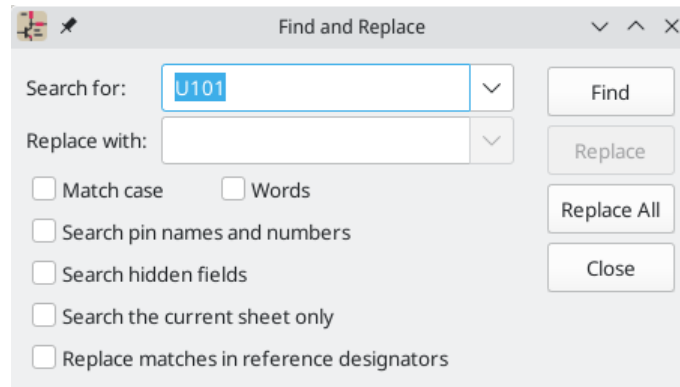 Find and Replace
Search for: U101 Find
Replace with: Replace
Match case Words Replace All
Search pin names and numbers
Search hidden fields Close
Search the current sheet only
Replace matches in reference designators